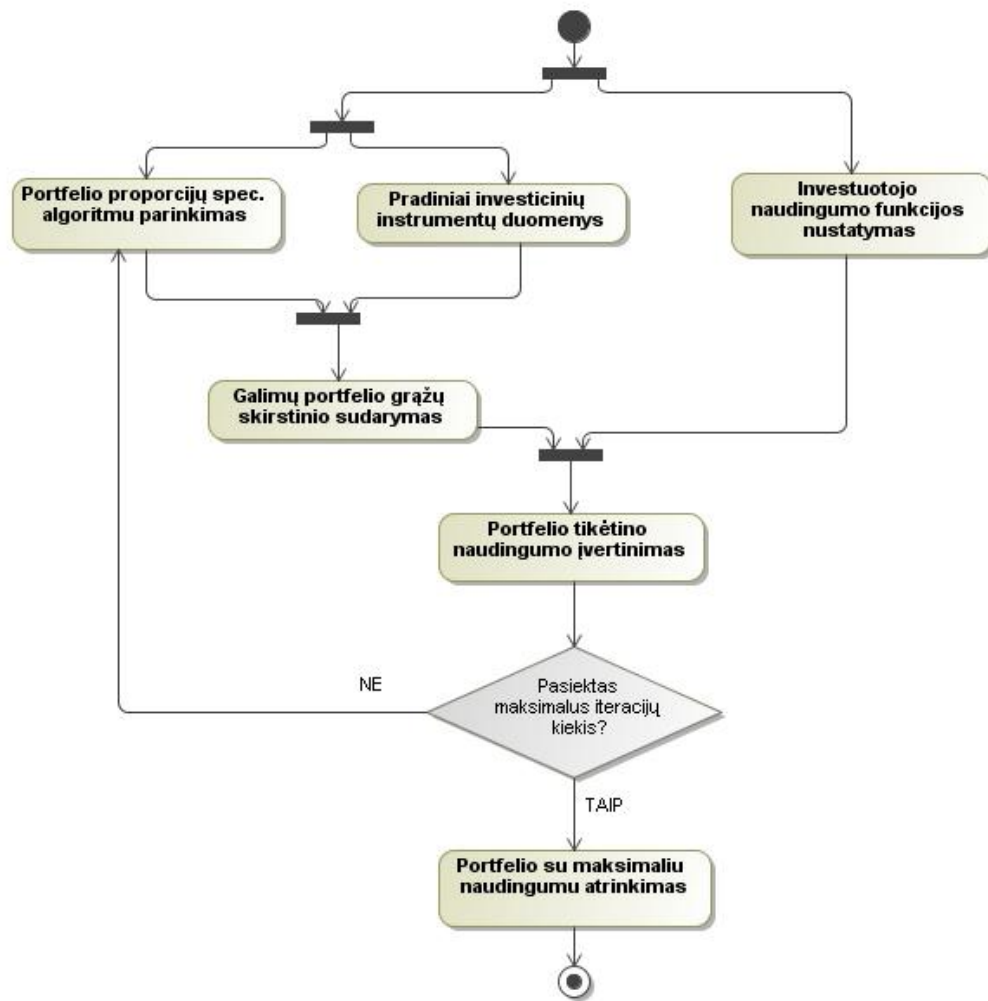 Portfelio proporcijų spec.
algoritmu parinkimas
Pradiniai investicinių
instrumentų duomenys
Investuotojo
naudingumo funkcijos
nustatymas
Galimų portfelio grąžų
skirstinio sudarymas
Portfelio tikėtino
naudingumo įvertinimas
NE
Pasiektas
maksimalus iteracijų
kiekis?
TAIP
Portfelio su maksimaliu
naudingumu atrinkimas